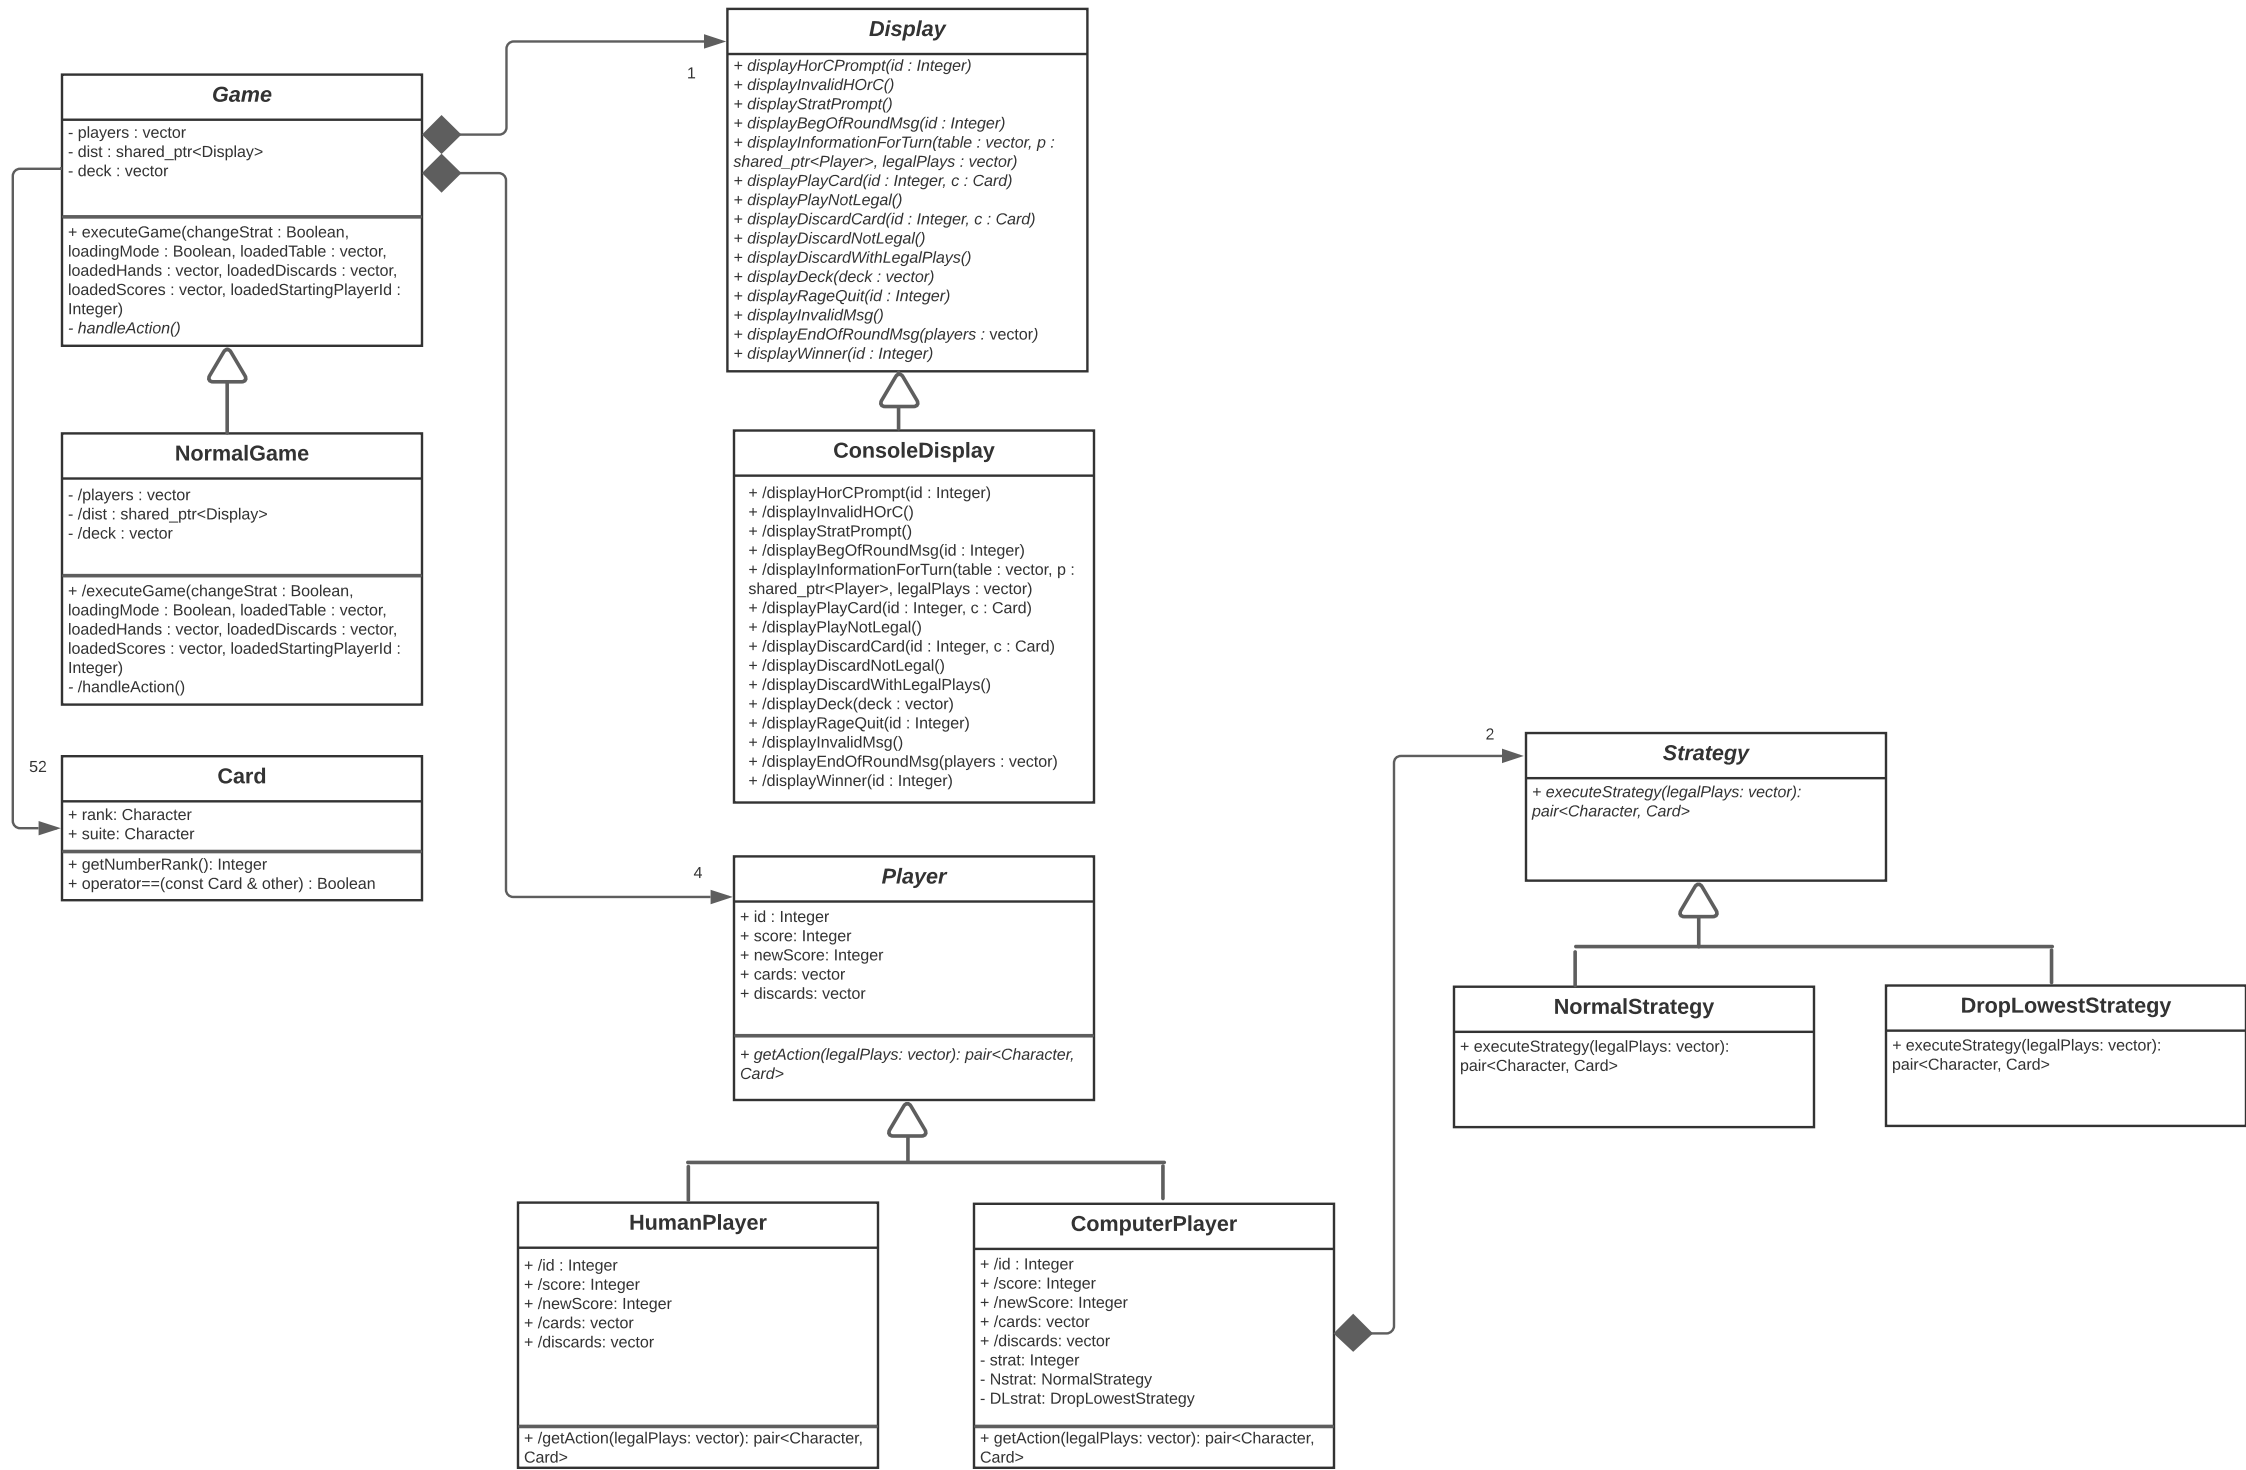 Game
- players : vector
- dist : shared_ptr<Display>
- deck : vector
+ executeGame(changeStrat : Boolean,
loadingMode : Boolean, loadedTable : vector,
loadedHands : vector, loadedDiscards : vector,
loadedScores : vector, loadedStartingPlayerId :
Integer)
- handleAction()
1
Display
+ displayHorCPrompt(id : Integer)
+ displayInvalidHOrC()
+ displayStratPrompt()
+ displayBegOfRoundMsg(id : Integer)
+ displayInformationForTurn(table : vector, p :
shared_ptr<Player>, legalPlays : vector)
+ displayPlayCard(id : Integer, c : Card)
+ displayPlayNotLegal()
+ displayDiscardCard(id : Integer, c : Card)
+ displayDiscardNotLegal()
+ displayDiscardWithLegalPlays()
+ displayDeck(deck : vector)
+ displayRageQuit(id : Integer)
+ displayInvalidMsg()
+ displayEndOfRoundMsg(players : vector)
+ displayWinner(id : Integer)
NormalGame
- /players : vector
- /dist : shared_ptr<Display>
- /deck : vector
+ /executeGame(changeStrat : Boolean,
loadingMode : Boolean, loadedTable : vector,
loadedHands : vector, loadedDiscards : vector,
loadedScores : vector, loadedStartingPlayerId :
Integer)
- /handleAction()
ConsoleDisplay
+ /displayHorCPrompt(id : Integer)
+ /displayInvalidHOrC()
+ /displayStratPrompt()
+ /displayBegOfRoundMsg(id : Integer)
+ /displayInformationForTurn(table : vector, p :
shared_ptr<Player>, legalPlays : vector)
+ /displayPlayCard(id : Integer, c : Card)
+ /displayPlayNotLegal()
+ /displayDiscardCard(id : Integer, c : Card)
+ /displayDiscardNotLegal()
+ /displayDiscardWithLegalPlays()
+ /displayDeck(deck : vector)
+ /displayRageQuit(id : Integer)
+ /displayInvalidMsg()
+ /displayEndOfRoundMsg(players : vector)
+ /displayWinner(id : Integer)
52
Card
+ rank: Character
+ suite: Character
+ getNumberRank(): Integer
+ operator==(const Card & other) : Boolean
4
Player
+ id : Integer
+ score: Integer
+ newScore: Integer
+ cards: vector
+ discards: vector
+ getAction(legalPlays: vector): pair<Character,
Card>
2
Strategy
+ executeStrategy(legalPlays: vector):
pair<Character, Card>
NormalStrategy
+ executeStrategy(legalPlays: vector):
pair<Character, Card>
DropLowestStrategy
+ executeStrategy(legalPlays: vector):
pair<Character, Card>
HumanPlayer
+ /id : Integer
+ /score: Integer
+ /newScore: Integer
+ /cards: vector
+ /discards: vector
+ /getAction(legalPlays: vector): pair<Character,
Card>
ComputerPlayer
+ /id : Integer
+ /score: Integer
+ /newScore: Integer
+ /cards: vector
+ /discards: vector
- strat: Integer
- Nstrat: NormalStrategy
- DLstrat: DropLowestStrategy
+ getAction(legalPlays: vector): pair<Character,
Card>